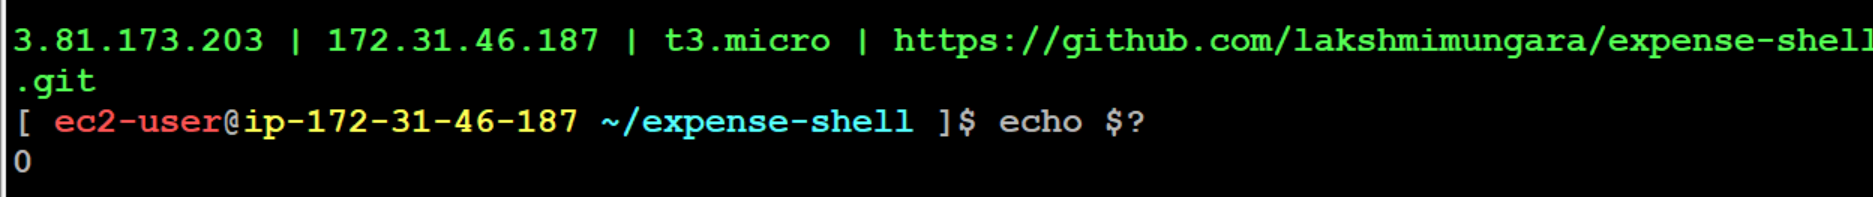 3.81.173.203 | 172.31.46.187 | t3.micro | https://github.com/lakshmimungara/expense-shell
.git
[ ec2-user@ip-172-31-46-187 ~/expense-shell ]$ echo $?
0